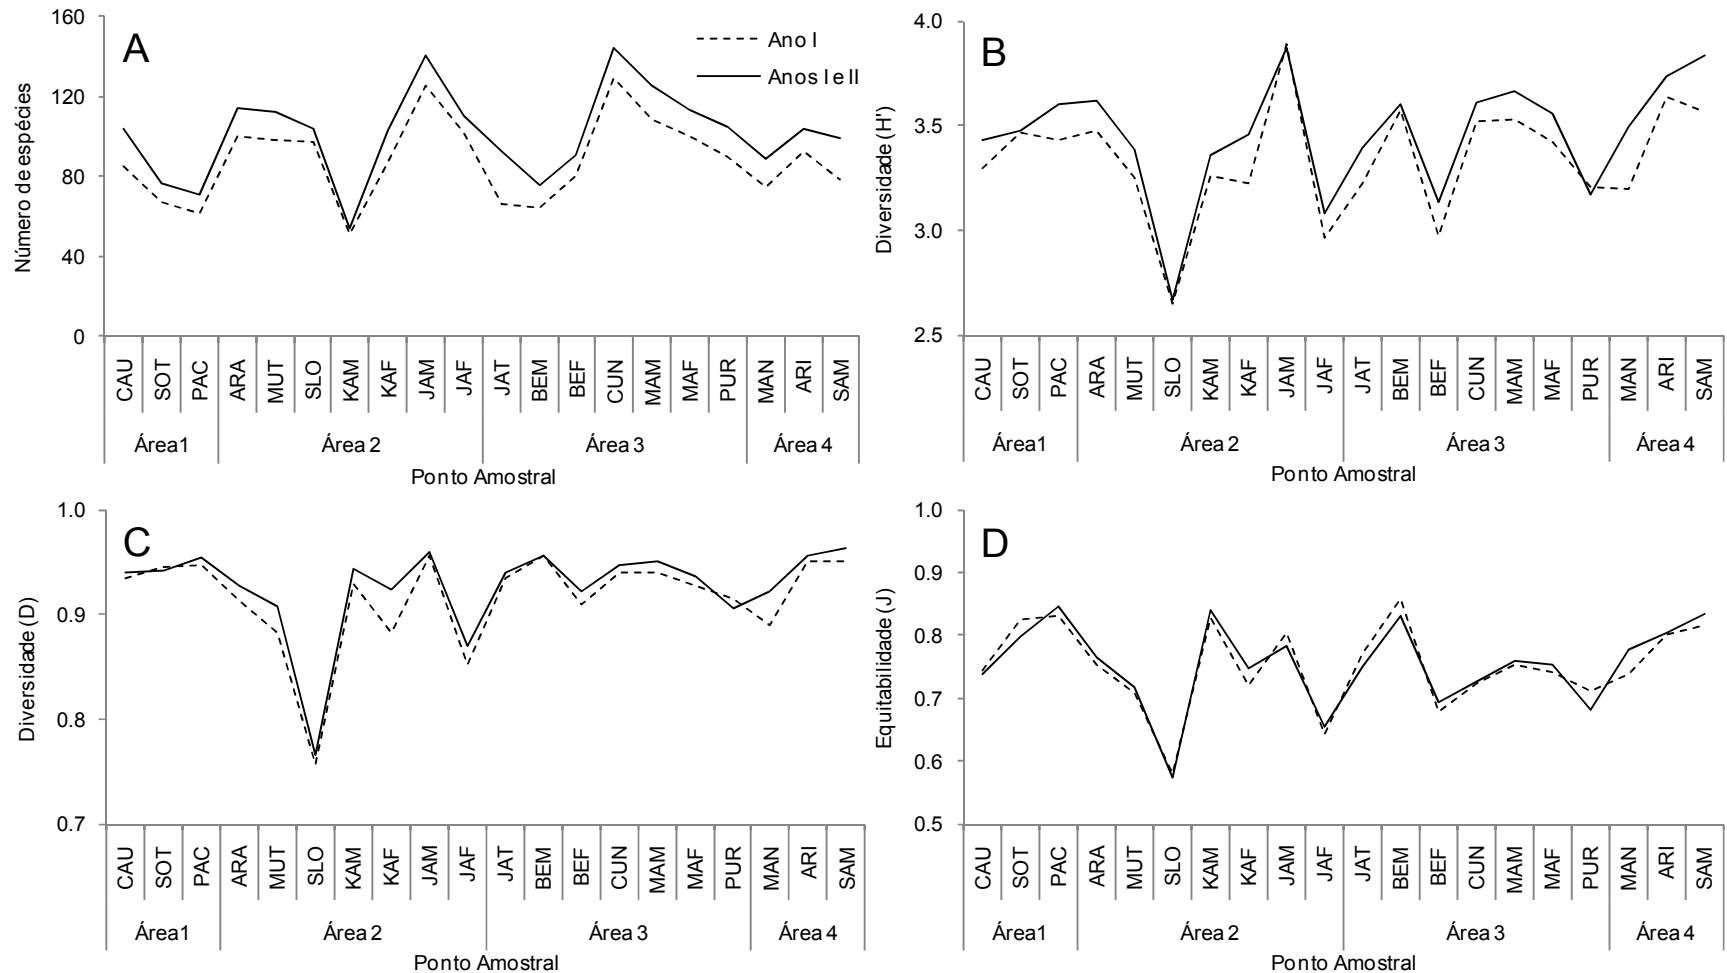 A
Ano I
Anos I e II
Número de espécies
160
120
80
40
0
CAU SOT PAC ARA MUT SLO KAM KAF JAM JAF JAT BEM BEF CUN MAM MAF PUR MAN ARI SAM
Área1 Área 2 Área 3 Área 4
Ponto Amostral
B
Diversidade (H')
4.0
3.5
3.0
2.5
CAU SOT PAC ARA MUT SLO KAM KAF JAM JAF JAT BEM BEF CUN MAM MAF PUR MAN ARI SAM
Área1 Área 2 Área 3 Área 4
Ponto Amostral
C
Diversidade (D)
1.0
0.9
0.8
0.7
CAU SOT PAC ARA MUT SLO KAM KAF JAM JAF JAT BEM BEF CUN MAM MAF PUR MAN ARI SAM
Área1 Área 2 Área 3 Área 4
Ponto Amostral
D
Equitabilidade (J)
1.0
0.9
0.8
0.7
0.6
0.5
CAU SOT PAC ARA MUT SLO KAM KAF JAM JAF JAT BEM BEF CUN MAM MAF PUR MAN ARI SAM
Área1 Área 2 Área 3 Área 4
Ponto Amostral